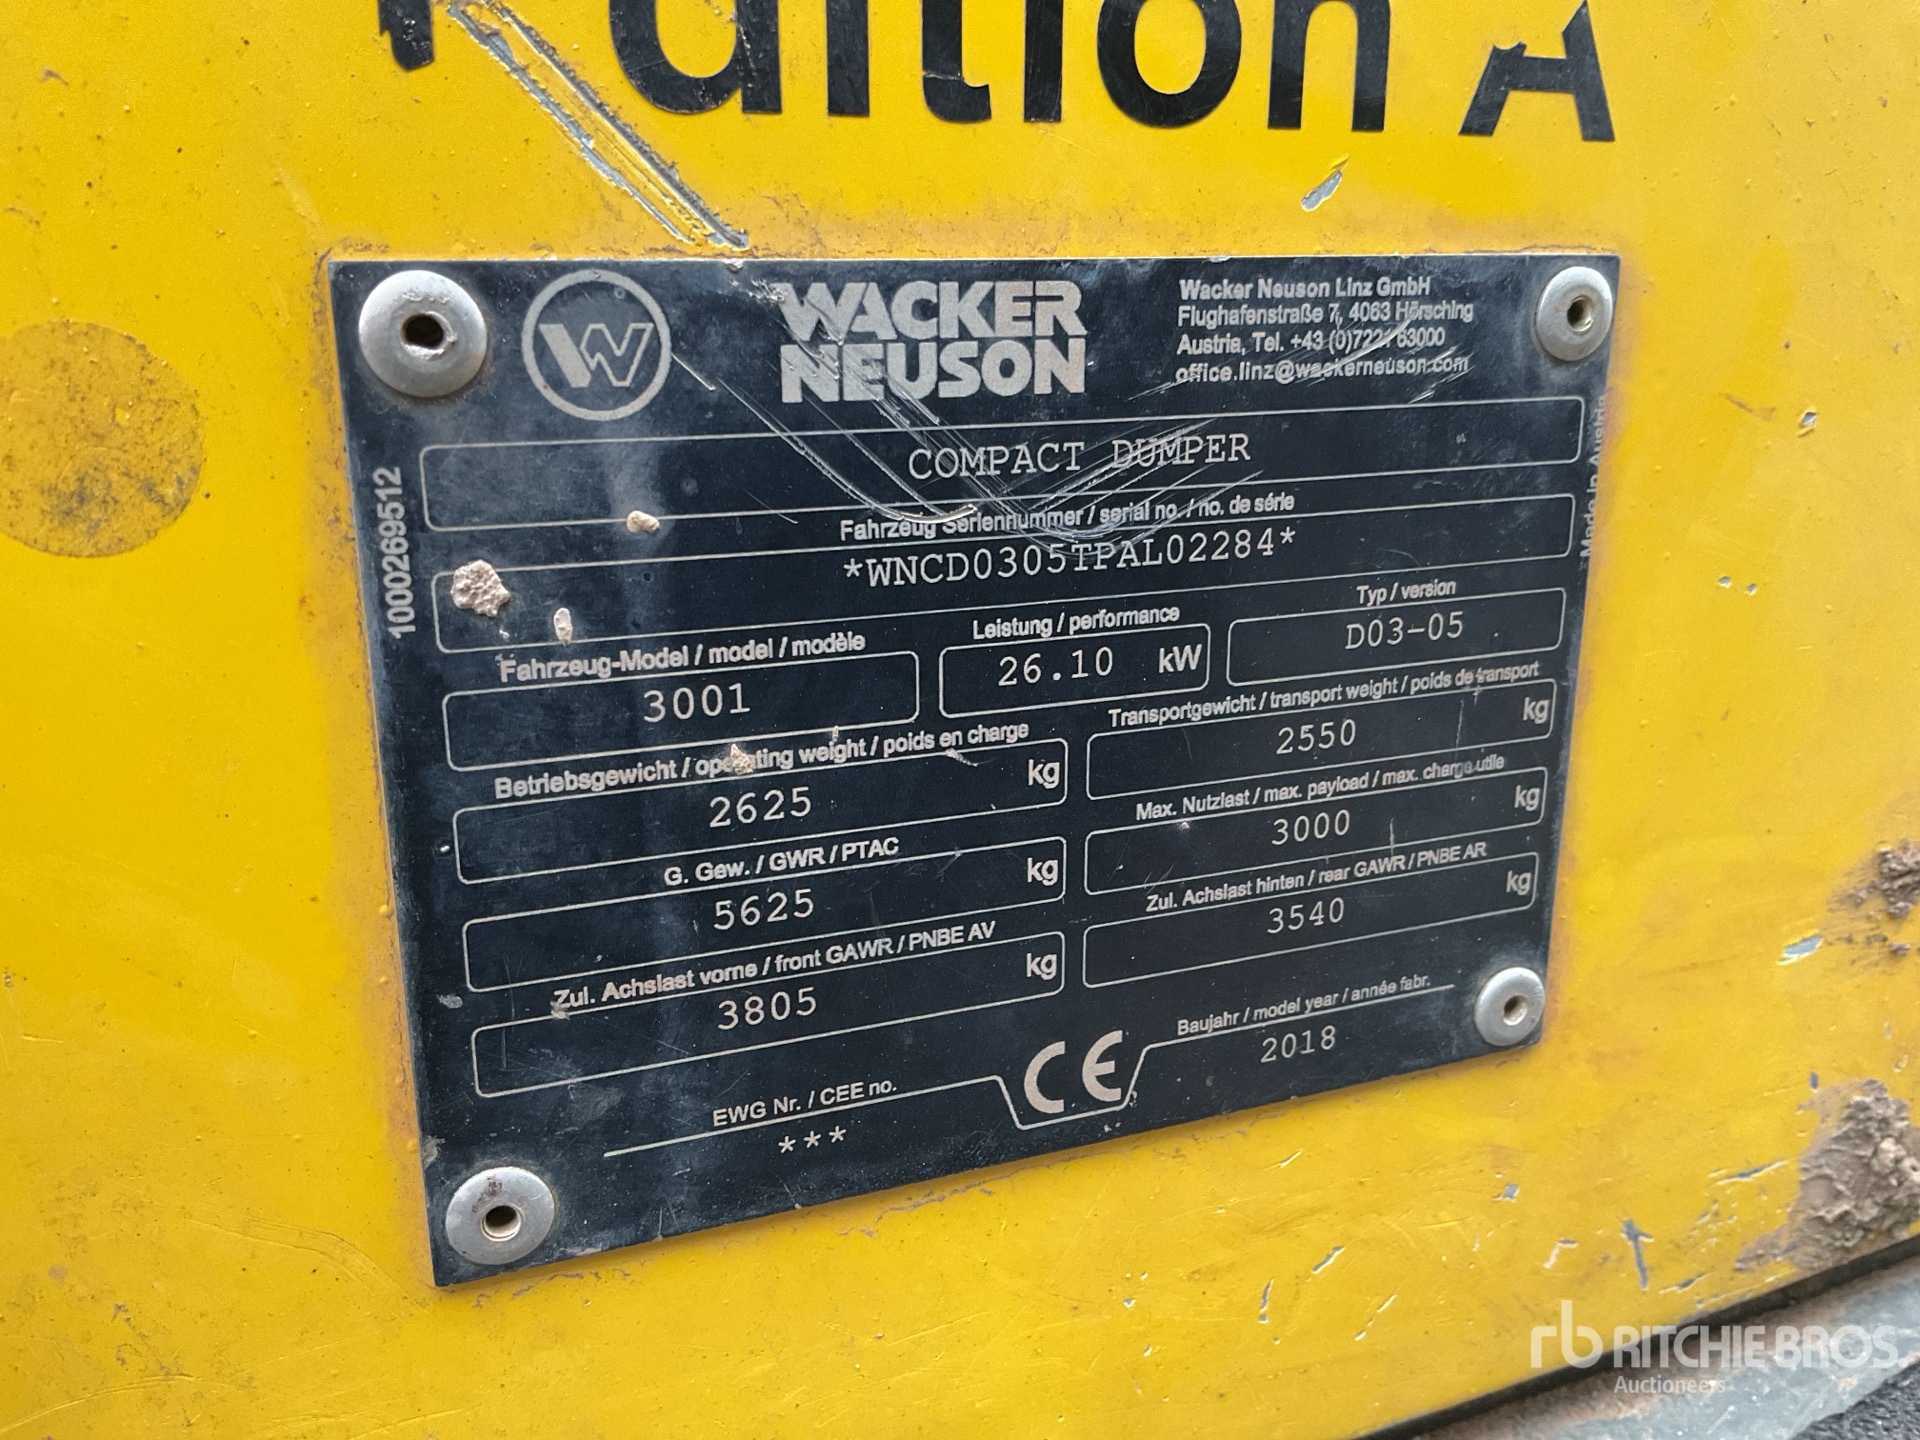 dition A
WACKER
NEUSON
Wacker Neuson Linz GmbH
Flughafenstraße 7, 4063 Hörsching
Austria, Tel. +43 (0)7221 63000
office.linz@wackerneuson.com
COMPACT DUMPER
Fahrzeug Seriennummer / serial no. / no. de série
*WNCD0305TPAL02284*
Fahrzeug-Model / model / modèle
3001
Leistung / performance
26.10 kW
Typ / version
D03-05
Betriebsgewicht / operating weight / poids en charge
2625 kg
Transportgewicht / transport weight / poids de transport
2550 kg
G. Gew. / GWR / PTAC
5625 kg
Max. Nutzlast / max. payload / max. charge utile
3000 kg
Zul. Achslast vorne / front GAWR / PNBE AV
3805 kg
Zul. Achslast hinten / rear GAWR / PNBE AR
3540 kg
EWG Nr. / CEE no.
***
CE
Baujahr / model year / année fabr.
2018
1000269512
Made in Austria
rb RITCHIE BROS.
Auctioneers